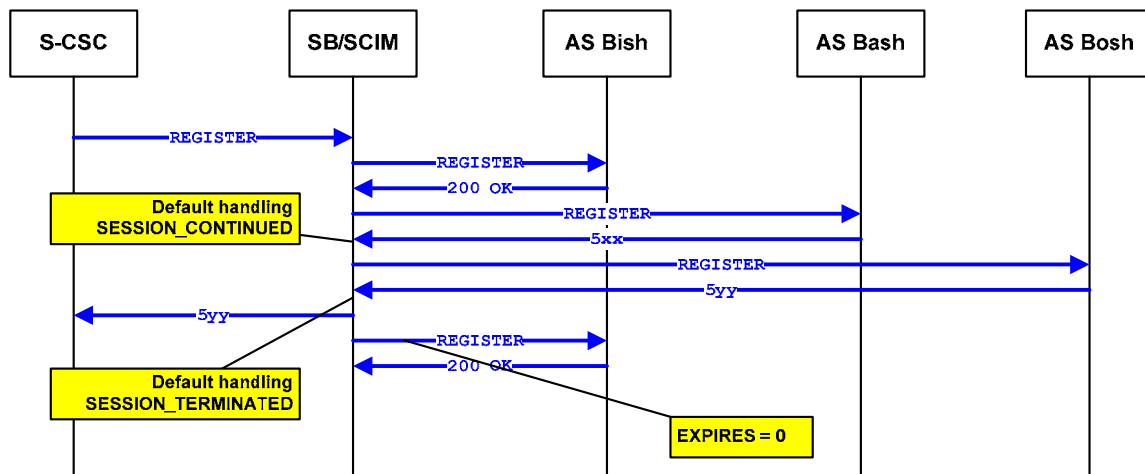 S-CSC
SB/SCIM
AS Bish
AS Bash
AS Bosh
REGISTER
REGISTER
200 OK
Default handling
SESSION_CONTINUED
REGISTER
5xx
REGISTER
5yy
5yy
REGISTER
200 OK
Default handling
SESSION_TERMINATED
EXPIRES = 0